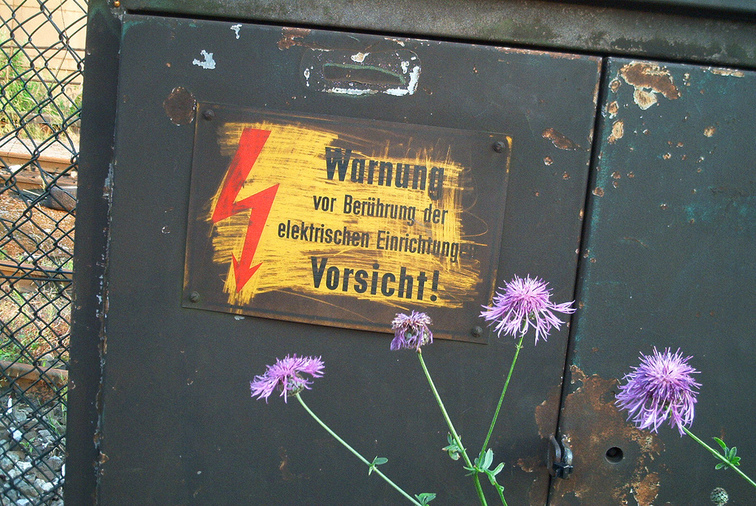 Warnung
vor Berührung der
elektrischen Einrichtungen
Vorsicht!